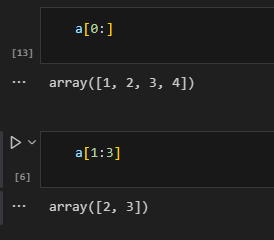 a[0:]
[13]
... array([1, 2, 3, 4])
a[1:3]
[6]
... array([2, 3])